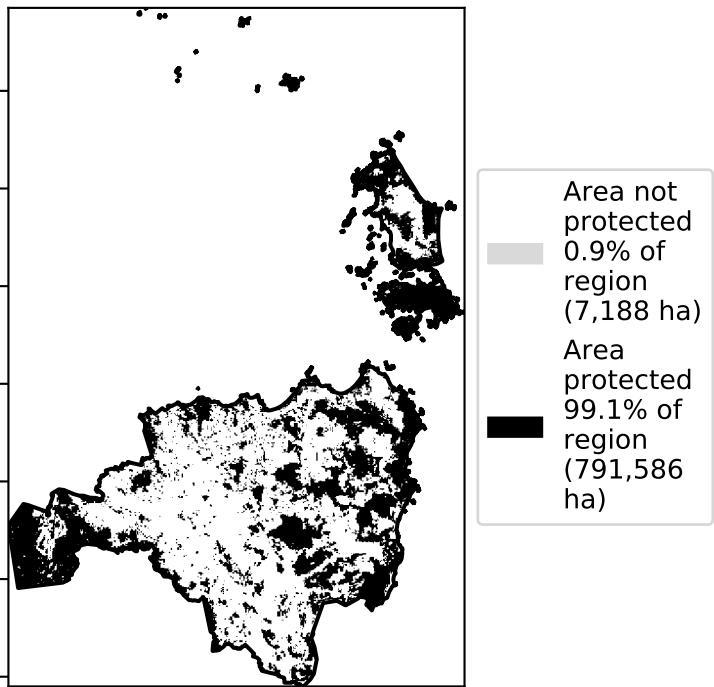 Area not
protected
0.9% of
region
(7,188 ha)
Area
protected
99.1% of
region
(791,586
ha)